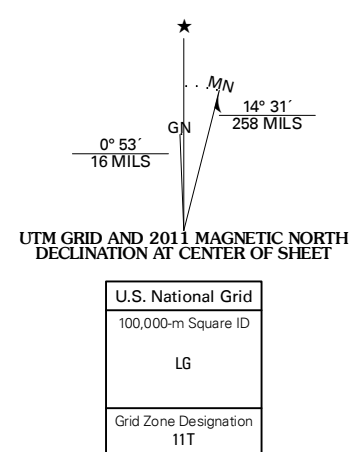 ★
MN
GN
14° 31´
258 MILS
0° 53´
16 MILS
UTM GRID AND 2011 MAGNETIC NORTH
DECLINATION AT CENTER OF SHEET
U.S. National Grid
100,000-m Square ID
LG
Grid Zone Designation
11T